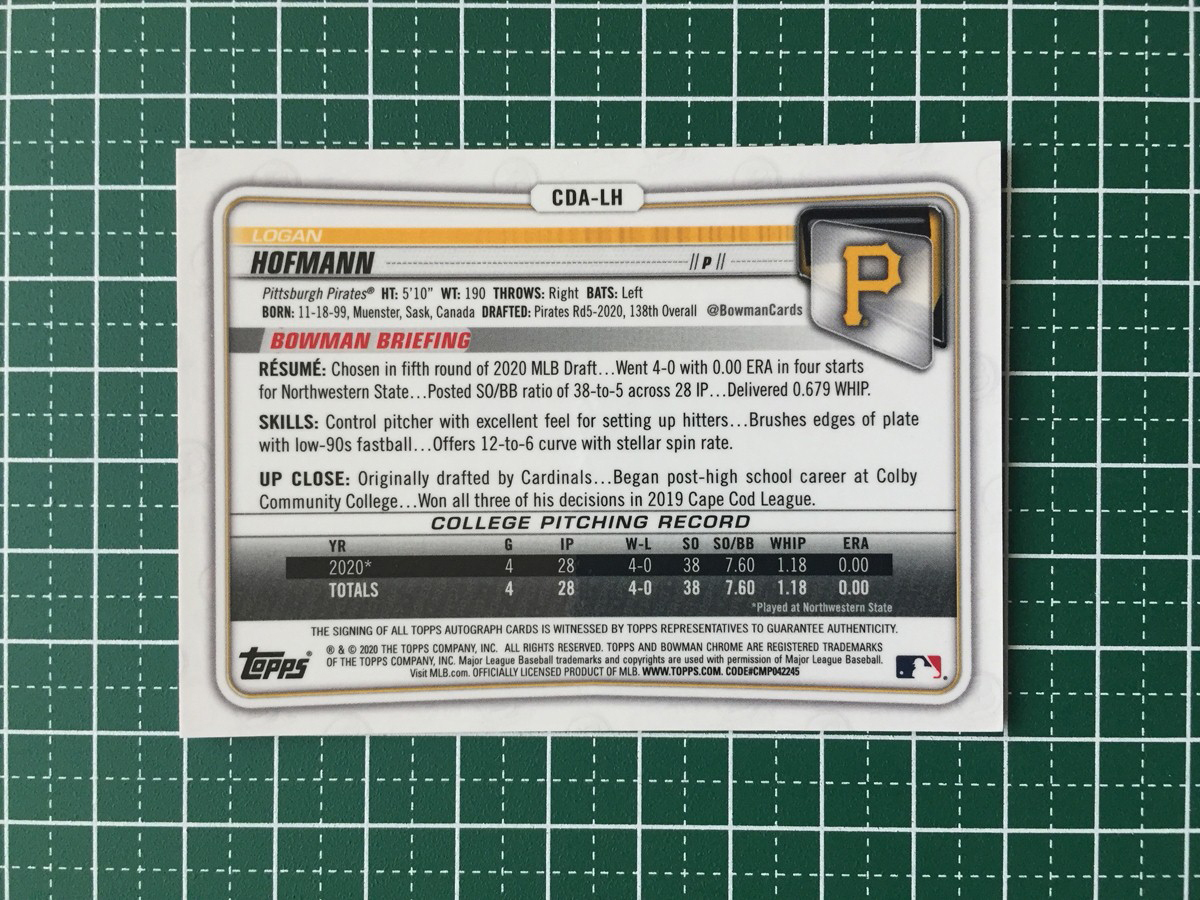 CDA-LH
LOGAN
HOFMANN // P //
P
Pittsburgh Pirates® HT: 5'10" WT: 190 THROWS: Right BATS: Left
BORN: 11-18-99, Muenster, Sask, Canada DRAFTED: Pirates Rd5-2020, 138th Overall @BowmanCards
BOWMAN BRIEFING
RÉSUMÉ: Chosen in fifth round of 2020 MLB Draft...Went 4-0 with 0.00 ERA in four starts
for Northwestern State...Posted SO/BB ratio of 38-to-5 across 28 IP...Delivered 0.679 WHIP.
SKILLS: Control pitcher with excellent feel for setting up hitters...Brushes edges of plate
with low-90s fastball...Offers 12-to-6 curve with stellar spin rate.
UP CLOSE: Originally drafted by Cardinals...Began post-high school career at Colby
Community College...Won all three of his decisions in 2019 Cape Cod League.
COLLEGE PITCHING RECORD
YR G IP W-L SO SO/BB WHIP ERA
2020* 4 28 4-0 38 7.60 1.18 0.00
TOTALS 4 28 4-0 38 7.60 1.18 0.00
*Played at Northwestern State
THE SIGNING OF ALL TOPPS AUTOGRAPH CARDS IS WITNESSED BY TOPPS REPRESENTATIVES TO GUARANTEE AUTHENTICITY.
topps® ® & © 2020 THE TOPPS COMPANY, INC. ALL RIGHTS RESERVED. TOPPS AND BOWMAN CHROME ARE REGISTERED TRADEMARKS
OF THE TOPPS COMPANY, INC. Major League Baseball trademarks and copyrights are used with permission of Major League Baseball.
Visit MLB.com. OFFICIALLY LICENSED PRODUCT OF MLB. WWW.TOPPS.COM. CODE#CMP042245